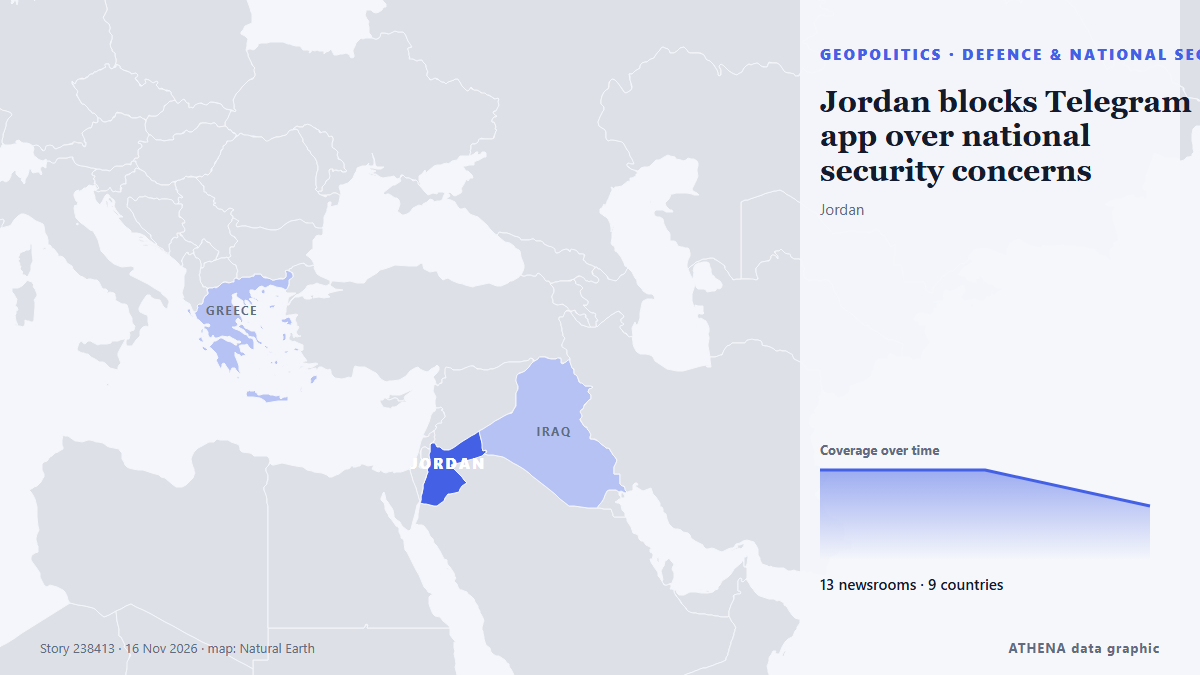 GEOPOLITICS · DEFENCE & NATIONAL
Jordan blocks Telegram
app over national
security concerns
Jordan
GREECE
IRAQ
JORDAN
Coverage over time
13 newsrooms · 9 countries
Story 238413 · 16 Nov 2026 · map: Natural Earth
ATHENA data graphic